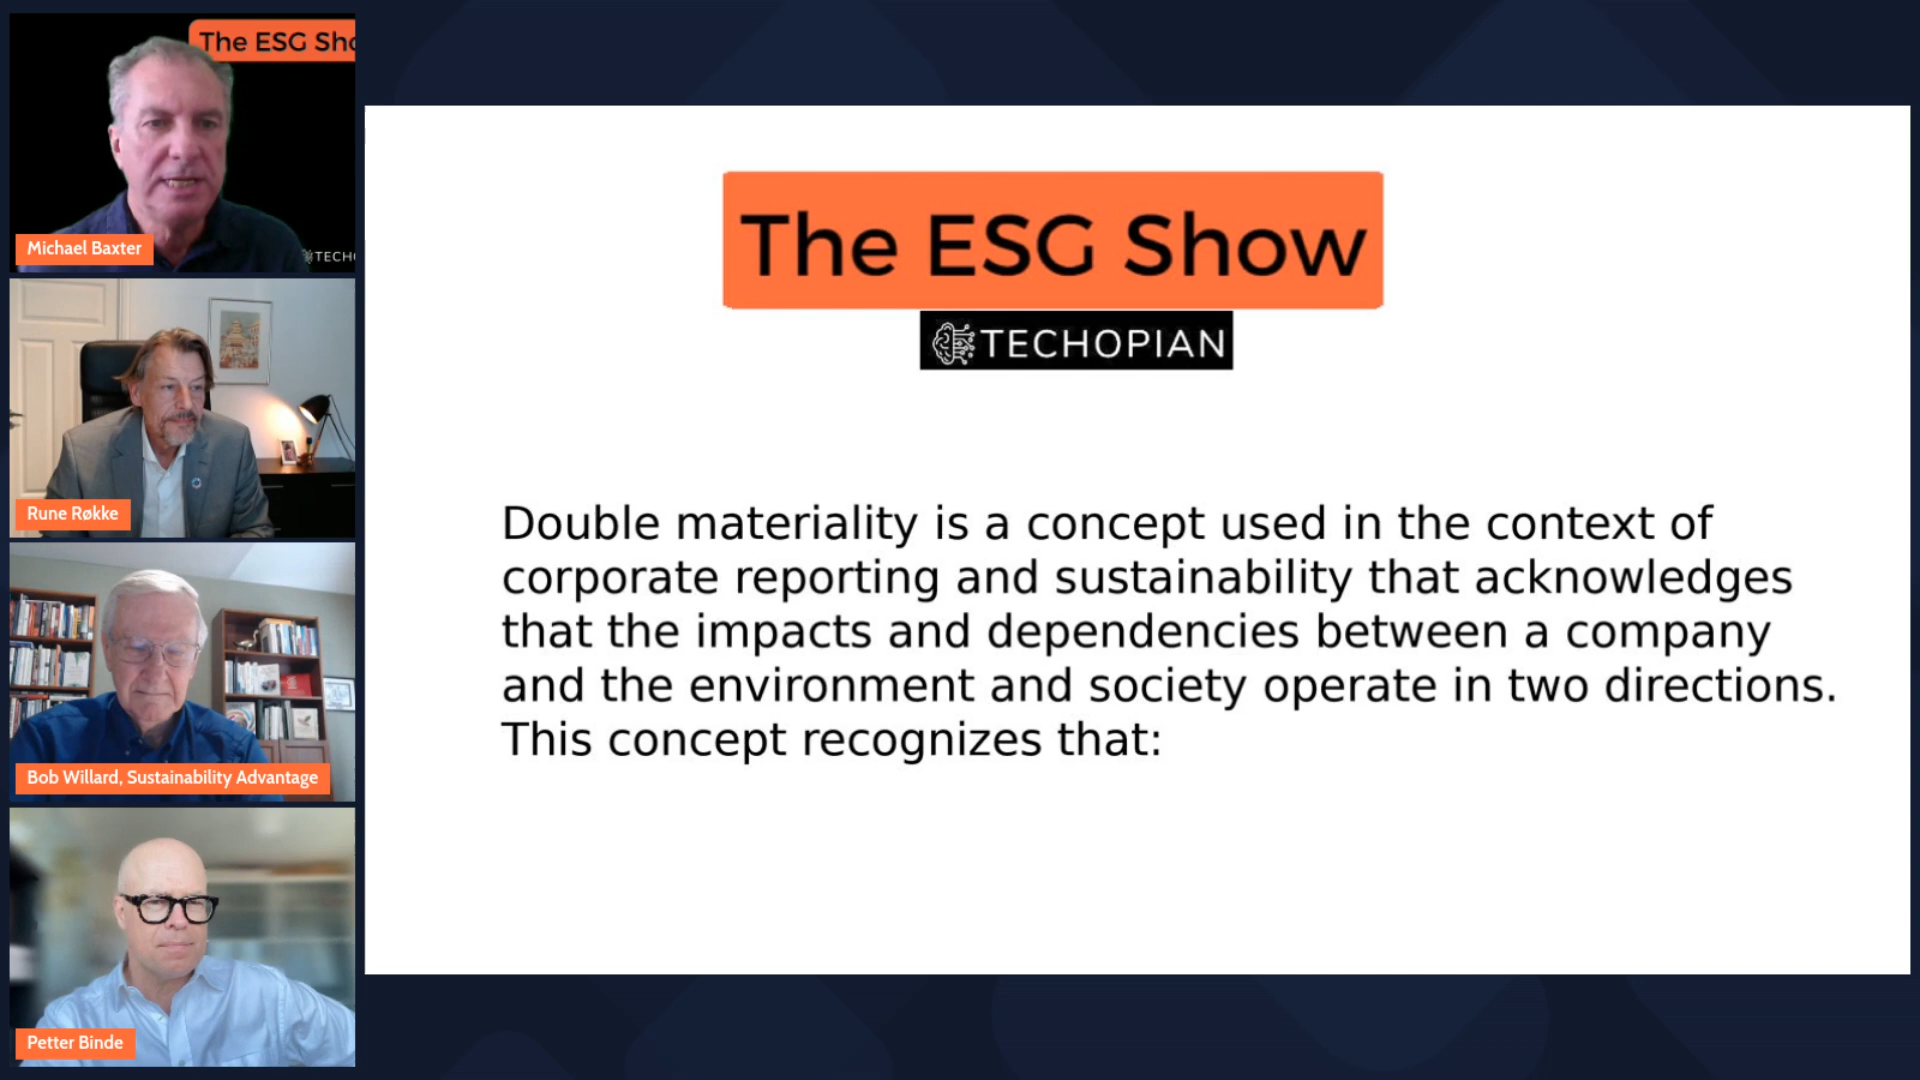 The ESG Sho
TECH
Michael Baxter
Rune Røkke
Bob Willard, Sustainability Advantage
Petter Binde
The ESG Show
TECHOPIAN
Double materiality is a concept used in the context of
corporate reporting and sustainability that acknowledges
that the impacts and dependencies between a company
and the environment and society operate in two directions.
This concept recognizes that: